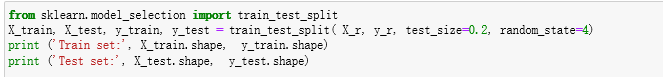 from sklearn.model_selection import train_test_split
X_train, X_test, y_train, y_test = train_test_split( X_r, y_r, test_size=0.2, random_state=4)
print ('Train set:', X_train.shape,  y_train.shape)
print ('Test set:', X_test.shape,  y_test.shape)